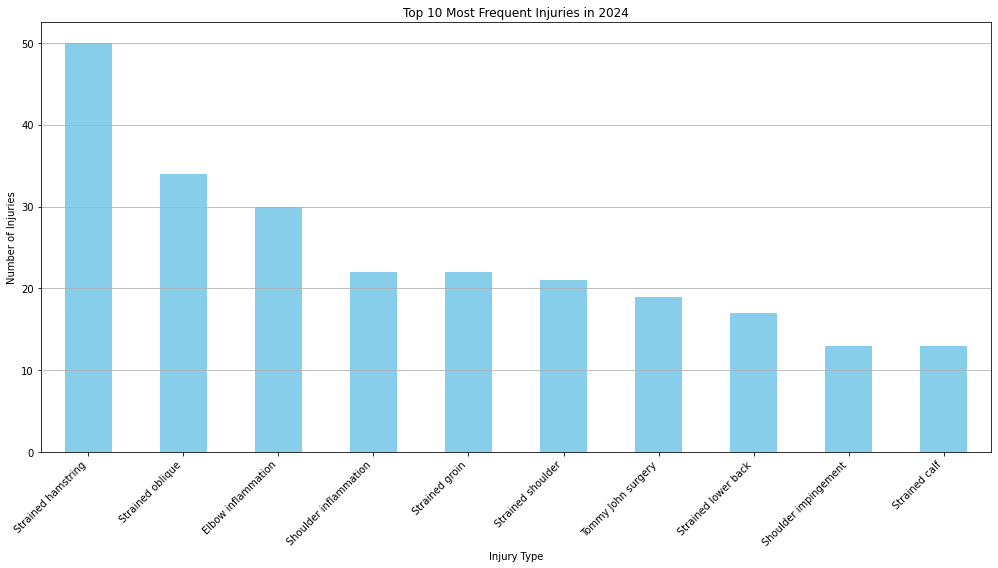 Top 10 Most Frequent Injuries in 2024
Number of Injuries
50
40
30
20
10
0
Strained hamstring
Strained oblique
Elbow inflammation
Shoulder inflammation
Strained groin
Strained shoulder
Tommy John surgery
Strained lower back
Shoulder impingement
Strained calf
Injury Type